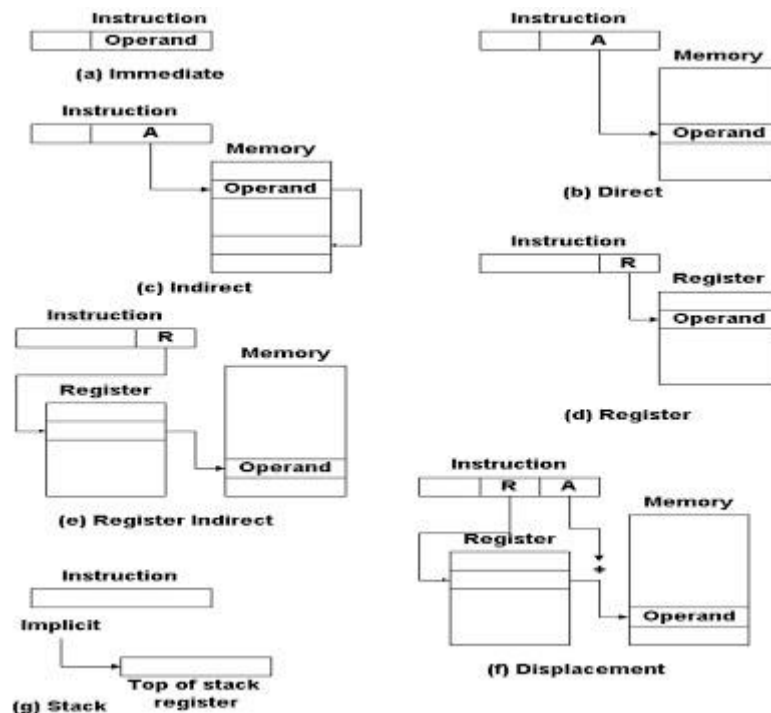 Instruction
Operand
(a) Immediate
Instruction
A
Memory
Operand
(b) Direct
Instruction
A
Memory
Operand
(c) Indirect
Instruction
R
Register
Operand
(d) Register
Instruction
R
Register
Memory
Operand
(e) Register Indirect
Instruction
R A
Register
Memory
+
Operand
(f) Displacement
Instruction
Implicit
Top of stack
register
(g) Stack